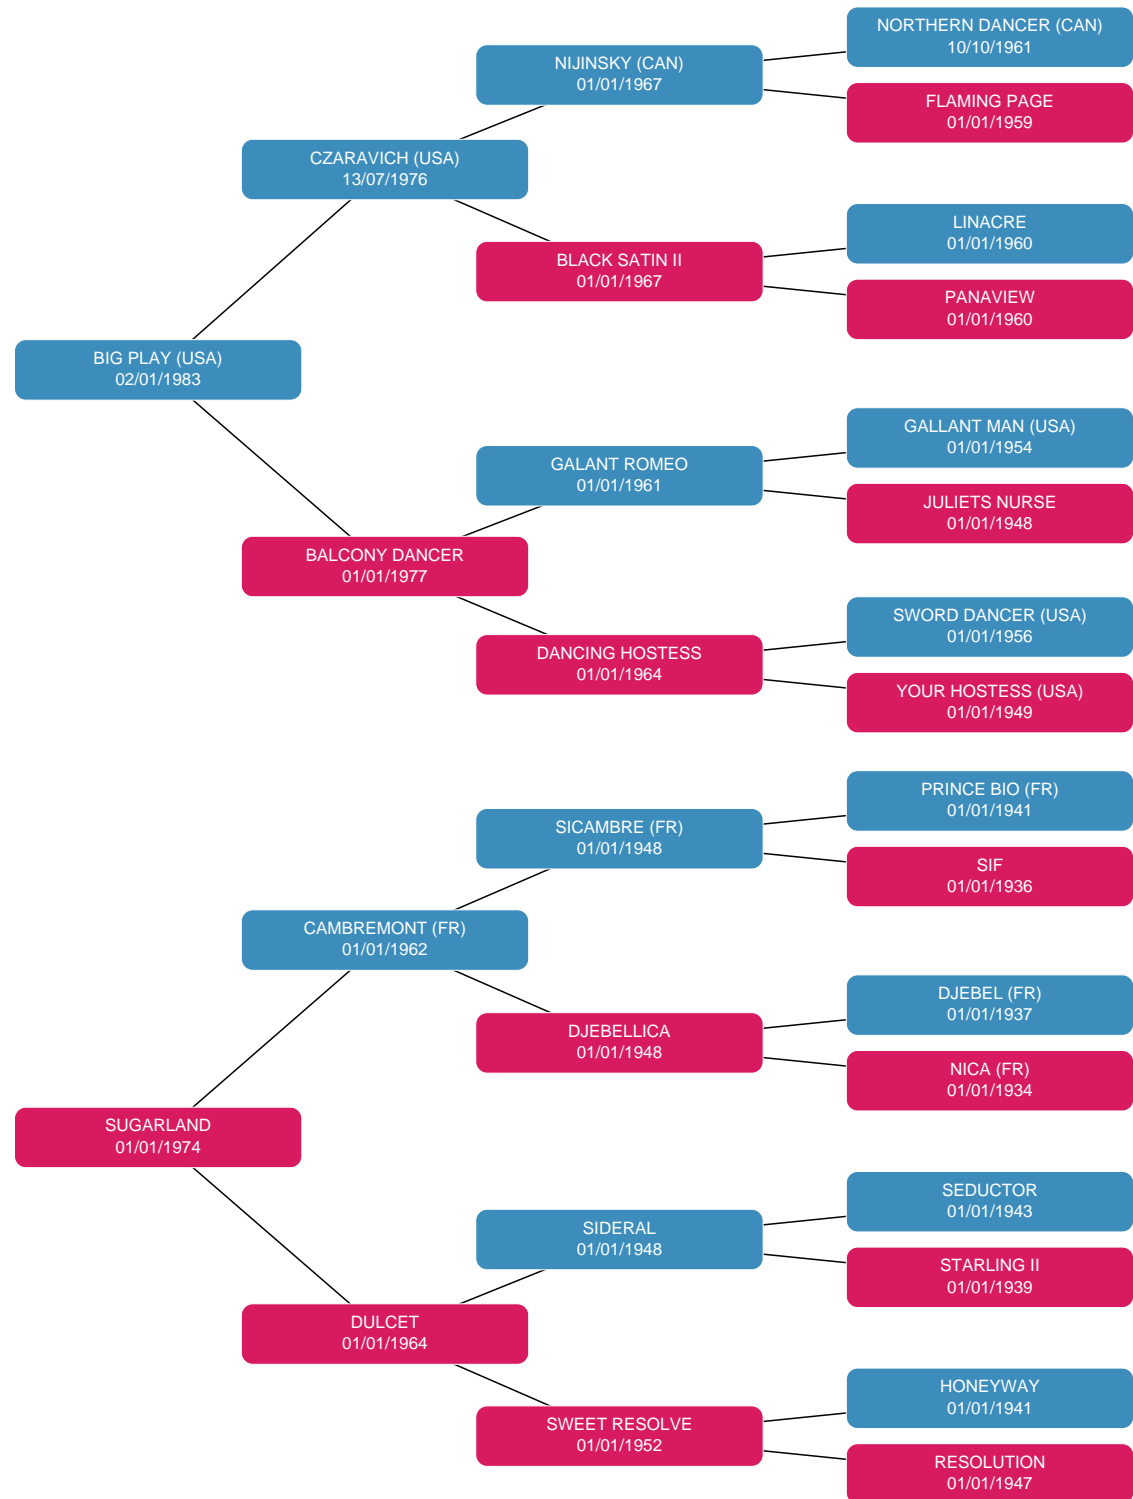 NORTHERN DANCER (CAN)
10/10/1961
NIJINSKY (CAN)
01/01/1967
FLAMING PAGE
01/01/1959
CZARAVICH (USA)
13/07/1976
LINACRE
01/01/1960
BLACK SATIN II
01/01/1967
PANAVIEW
01/01/1960
BIG PLAY (USA)
02/01/1983
GALLANT MAN (USA)
01/01/1954
GALANT ROMEO
01/01/1961
JULIETS NURSE
01/01/1948
BALCONY DANCER
01/01/1977
SWORD DANCER (USA)
01/01/1956
DANCING HOSTESS
01/01/1964
YOUR HOSTESS (USA)
01/01/1949
PRINCE BIO (FR)
01/01/1941
SICAMBRE (FR)
01/01/1948
SIF
01/01/1936
CAMBREMONT (FR)
01/01/1962
DJEBEL (FR)
01/01/1937
DJEBELLICA
01/01/1948
NICA (FR)
01/01/1934
SUGARLAND
01/01/1974
SEDUCTOR
01/01/1943
SIDERAL
01/01/1948
STARLING II
01/01/1939
DULCET
01/01/1964
HONEYWAY
01/01/1941
SWEET RESOLVE
01/01/1952
RESOLUTION
01/01/1947